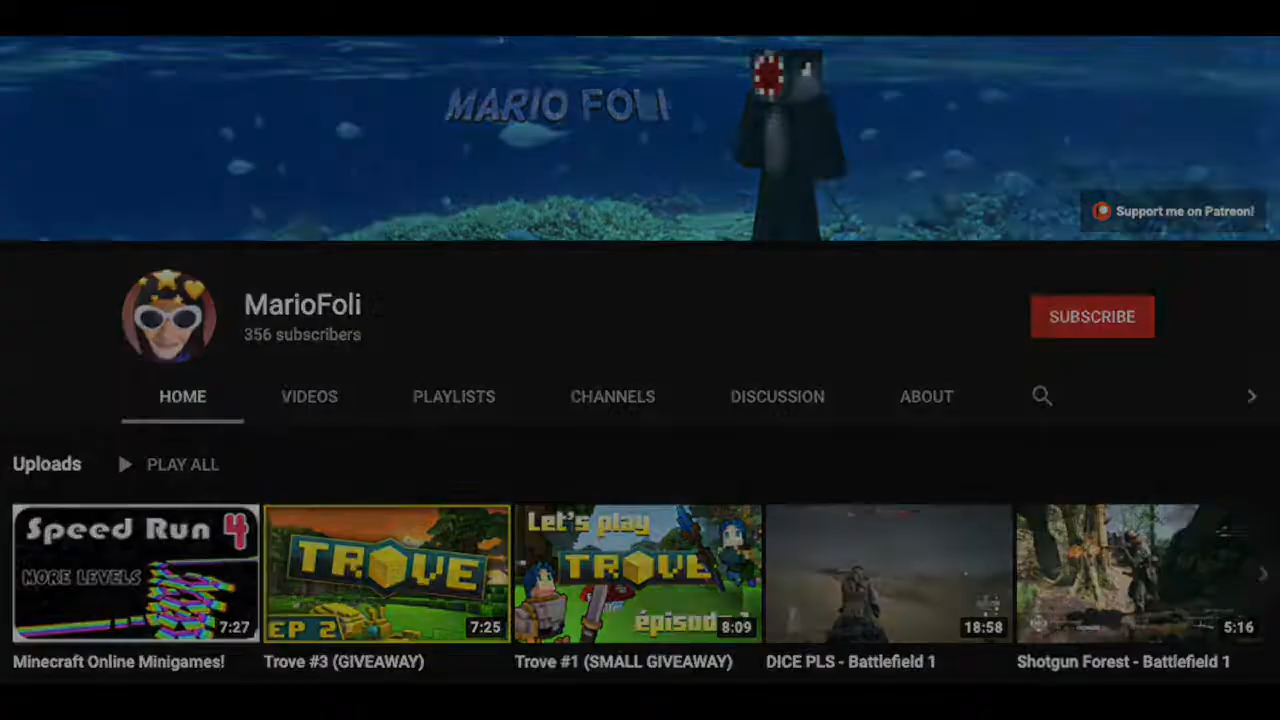 MARIO FOLI
Support me on Patreon!
MarioFoli
356 subscribers
SUBSCRIBE
HOME VIDEOS PLAYLISTS CHANNELS DISCUSSION ABOUT
Uploads PLAY ALL
Speed Run 4
MORE LEVELS
7:27
TROVE
EP 2
7:25
Let's play
TROVE
épisod
8:09
18:58
5:16
Minecraft Online Minigames! Trove #3 (GIVEAWAY) Trove #1 (SMALL GIVEAWAY) DICE PLS - Battlefield 1 Shotgun Forest - Battlefield 1